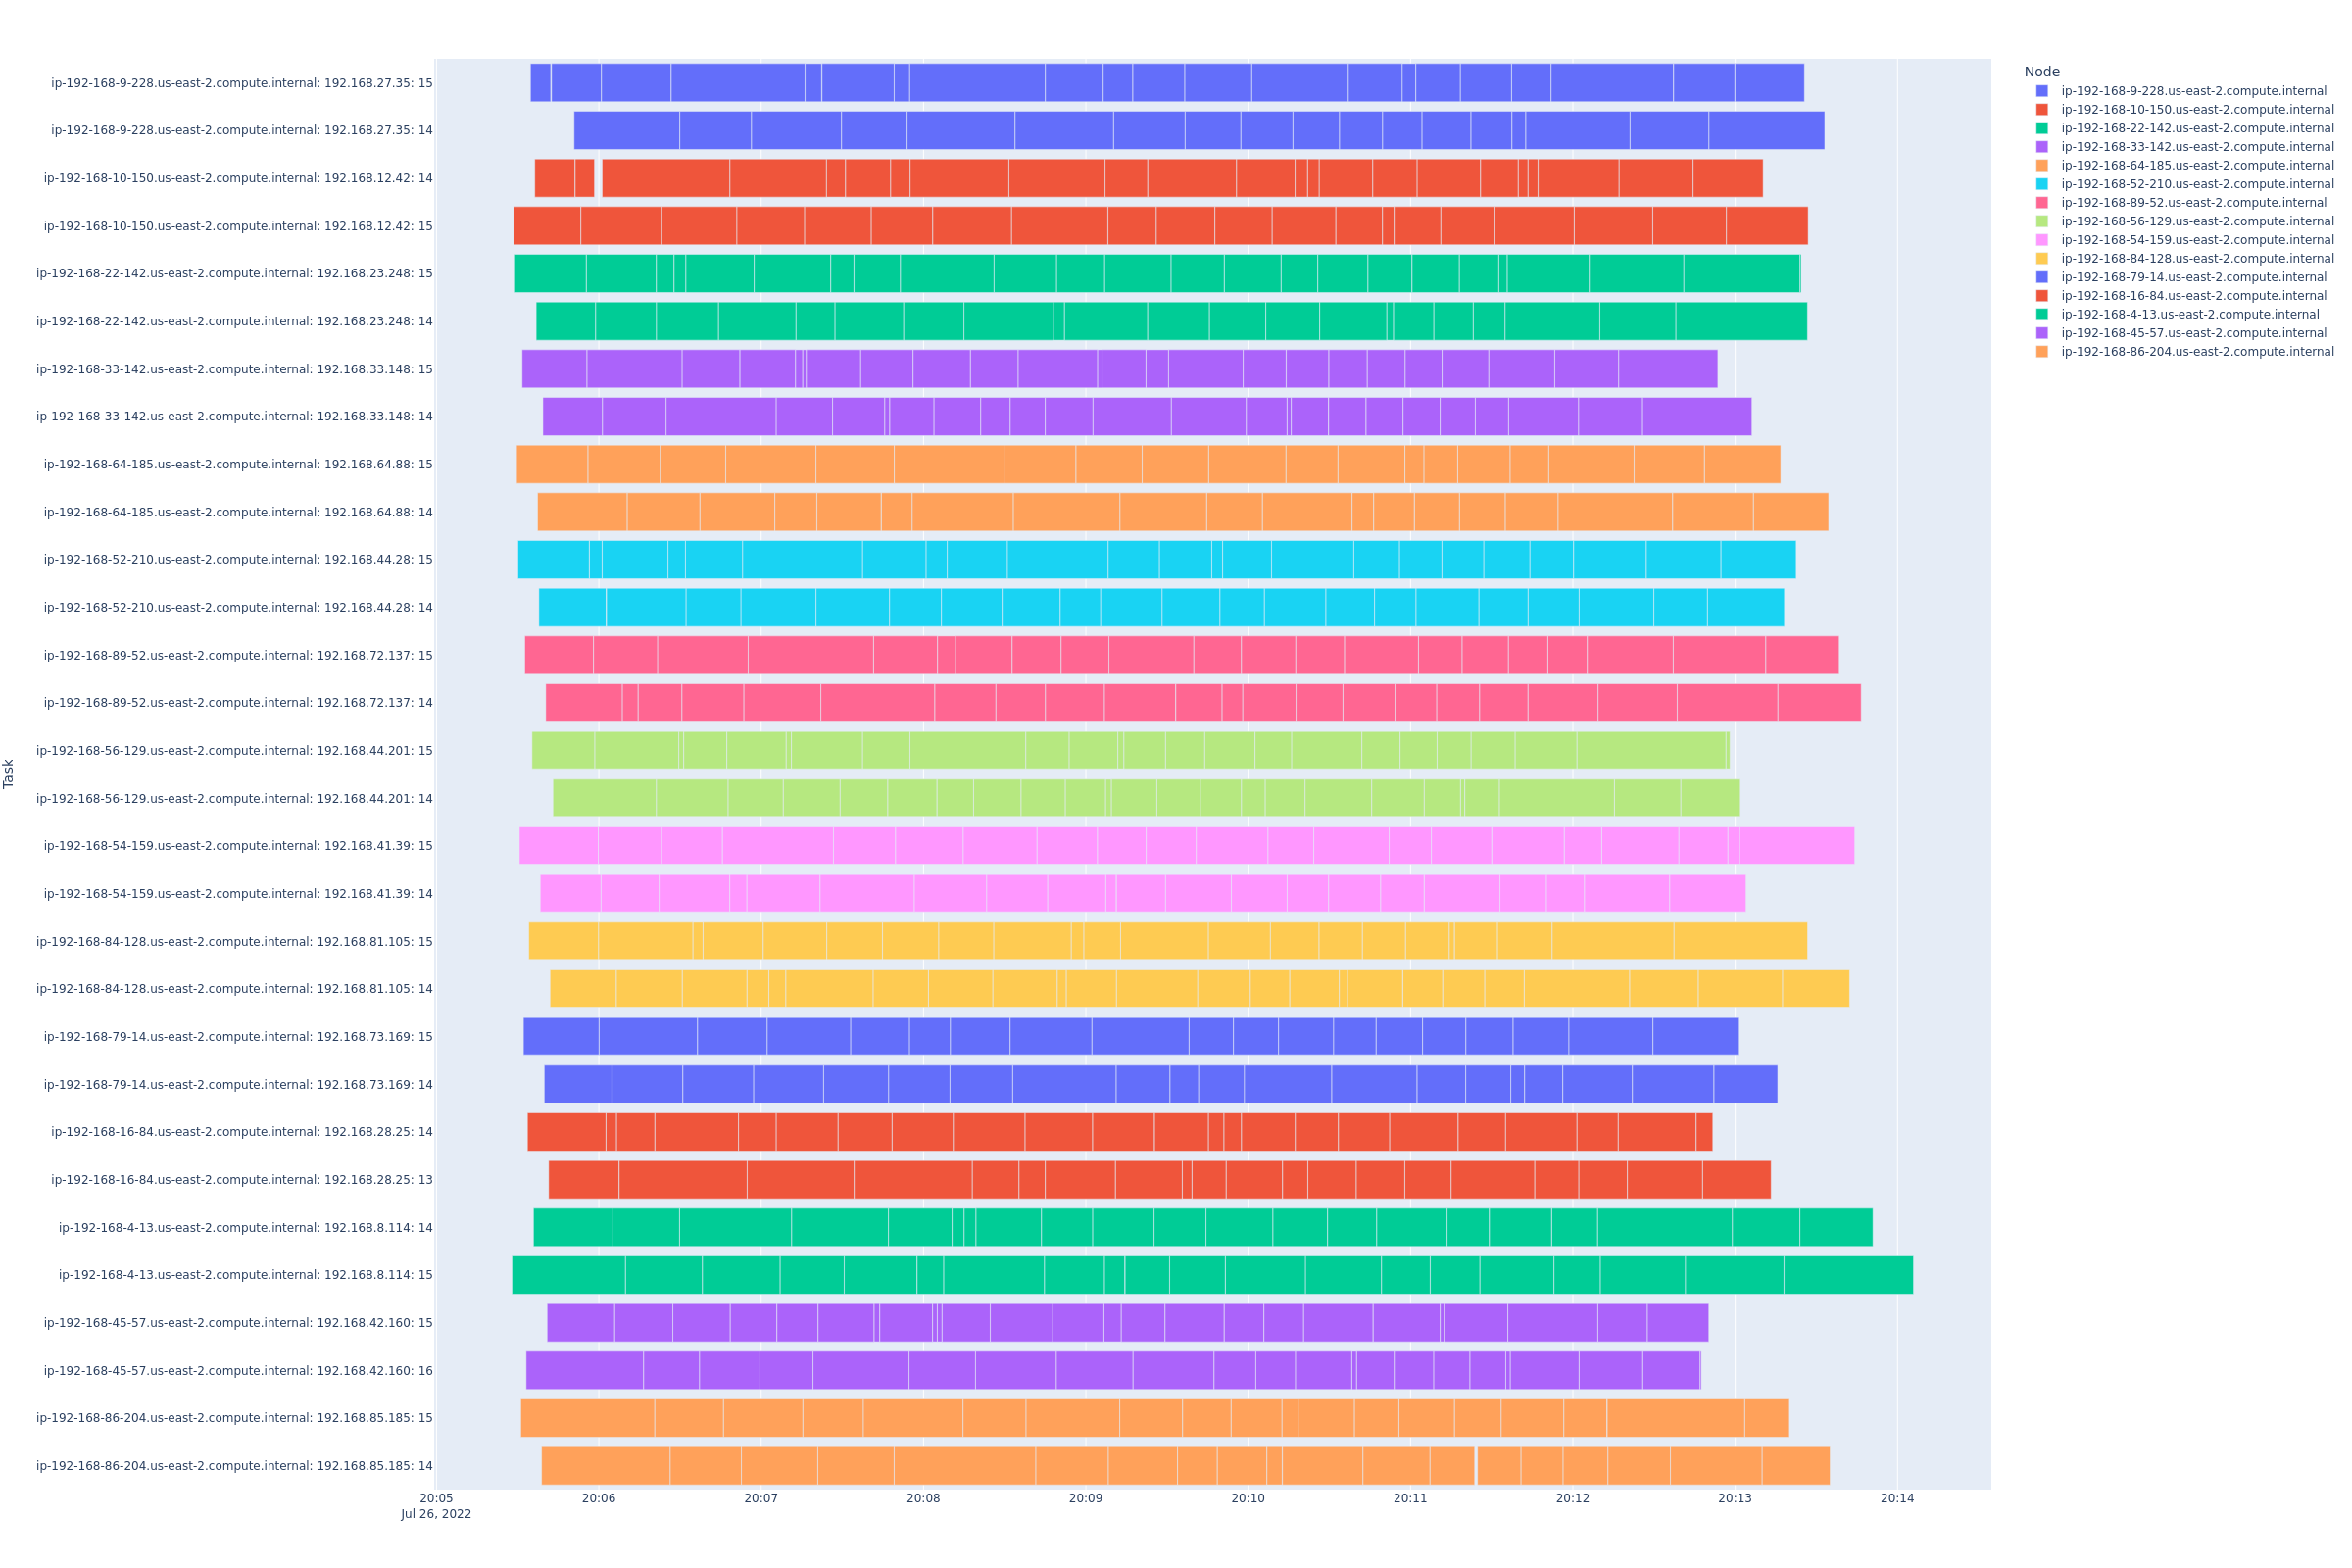 ip-192-168-9-228.us-east-2.compute.internal: 192.168.27.35: 15
ip-192-168-9-228.us-east-2.compute.internal: 192.168.27.35: 14
ip-192-168-10-150.us-east-2.compute.internal: 192.168.12.42: 14
ip-192-168-10-150.us-east-2.compute.internal: 192.168.12.42: 15
ip-192-168-22-142.us-east-2.compute.internal: 192.168.23.248: 15
ip-192-168-22-142.us-east-2.compute.internal: 192.168.23.248: 14
ip-192-168-33-142.us-east-2.compute.internal: 192.168.33.148: 15
ip-192-168-33-142.us-east-2.compute.internal: 192.168.33.148: 14
ip-192-168-64-185.us-east-2.compute.internal: 192.168.64.88: 15
ip-192-168-64-185.us-east-2.compute.internal: 192.168.64.88: 14
ip-192-168-52-210.us-east-2.compute.internal: 192.168.44.28: 15
ip-192-168-52-210.us-east-2.compute.internal: 192.168.44.28: 14
ip-192-168-89-52.us-east-2.compute.internal: 192.168.72.137: 15
ip-192-168-89-52.us-east-2.compute.internal: 192.168.72.137: 14
ip-192-168-56-129.us-east-2.compute.internal: 192.168.44.201: 15
ip-192-168-56-129.us-east-2.compute.internal: 192.168.44.201: 14
ip-192-168-54-159.us-east-2.compute.internal: 192.168.41.39: 15
ip-192-168-54-159.us-east-2.compute.internal: 192.168.41.39: 14
ip-192-168-84-128.us-east-2.compute.internal: 192.168.81.105: 15
ip-192-168-84-128.us-east-2.compute.internal: 192.168.81.105: 14
ip-192-168-79-14.us-east-2.compute.internal: 192.168.73.169: 15
ip-192-168-79-14.us-east-2.compute.internal: 192.168.73.169: 14
ip-192-168-16-84.us-east-2.compute.internal: 192.168.28.25: 14
ip-192-168-16-84.us-east-2.compute.internal: 192.168.28.25: 13
ip-192-168-4-13.us-east-2.compute.internal: 192.168.8.114: 14
ip-192-168-4-13.us-east-2.compute.internal: 192.168.8.114: 15
ip-192-168-45-57.us-east-2.compute.internal: 192.168.42.160: 15
ip-192-168-45-57.us-east-2.compute.internal: 192.168.42.160: 16
ip-192-168-86-204.us-east-2.compute.internal: 192.168.85.185: 15
ip-192-168-86-204.us-east-2.compute.internal: 192.168.85.185: 14
Task
20:05 20:06 20:07 20:08 20:09 20:10 20:11 20:12 20:13 20:14
Jul 26, 2022
Node
ip-192-168-9-228.us-east-2.compute.internal
ip-192-168-10-150.us-east-2.compute.internal
ip-192-168-22-142.us-east-2.compute.internal
ip-192-168-33-142.us-east-2.compute.internal
ip-192-168-64-185.us-east-2.compute.internal
ip-192-168-52-210.us-east-2.compute.internal
ip-192-168-89-52.us-east-2.compute.internal
ip-192-168-56-129.us-east-2.compute.internal
ip-192-168-54-159.us-east-2.compute.internal
ip-192-168-84-128.us-east-2.compute.internal
ip-192-168-79-14.us-east-2.compute.internal
ip-192-168-16-84.us-east-2.compute.internal
ip-192-168-4-13.us-east-2.compute.internal
ip-192-168-45-57.us-east-2.compute.internal
ip-192-168-86-204.us-east-2.compute.internal